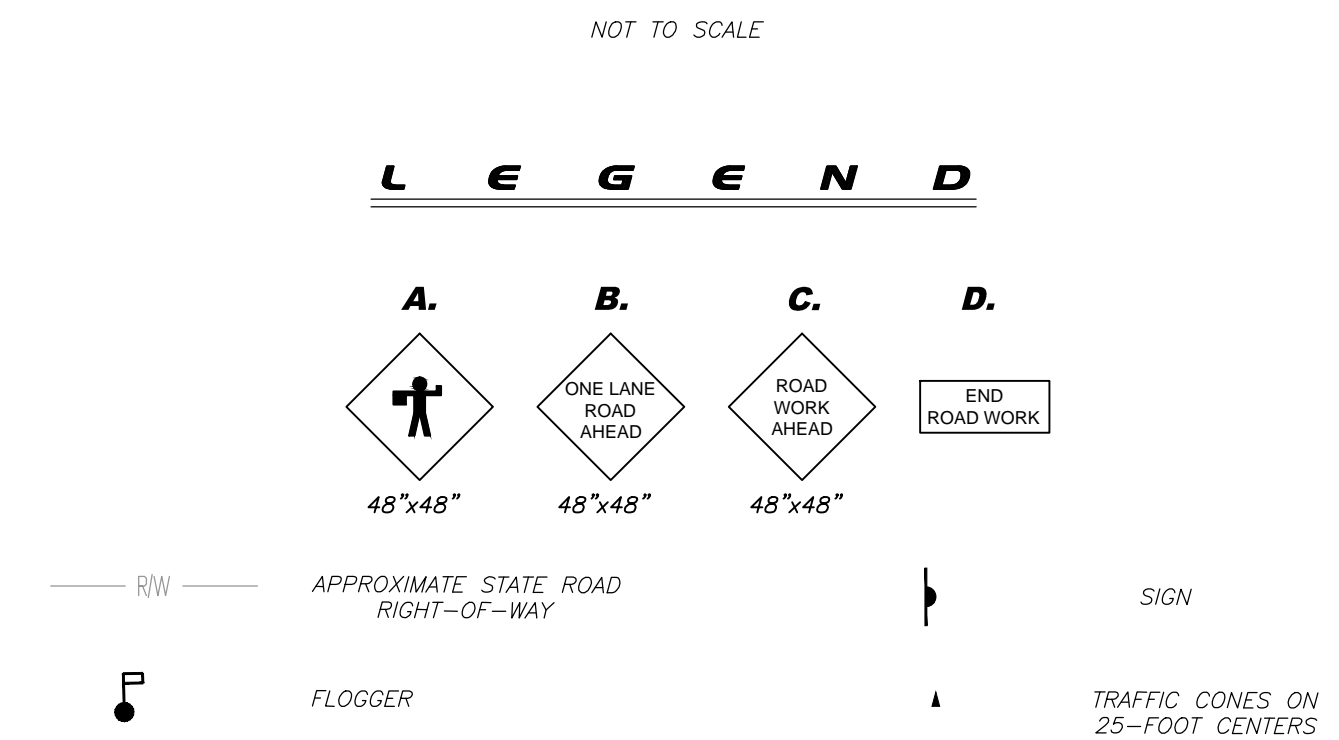 NOT TO SCALE
L E G E N D
A. B. C. D.
ONE LANE
ROAD
AHEAD
ROAD
WORK
AHEAD
END
ROAD WORK
48”x48” 48”x48” 48”x48”
R/W
APPROXIMATE STATE ROAD
RIGHT–OF–WAY
SIGN
FLOGGER
TRAFFIC CONES ON
25–FOOT CENTERS